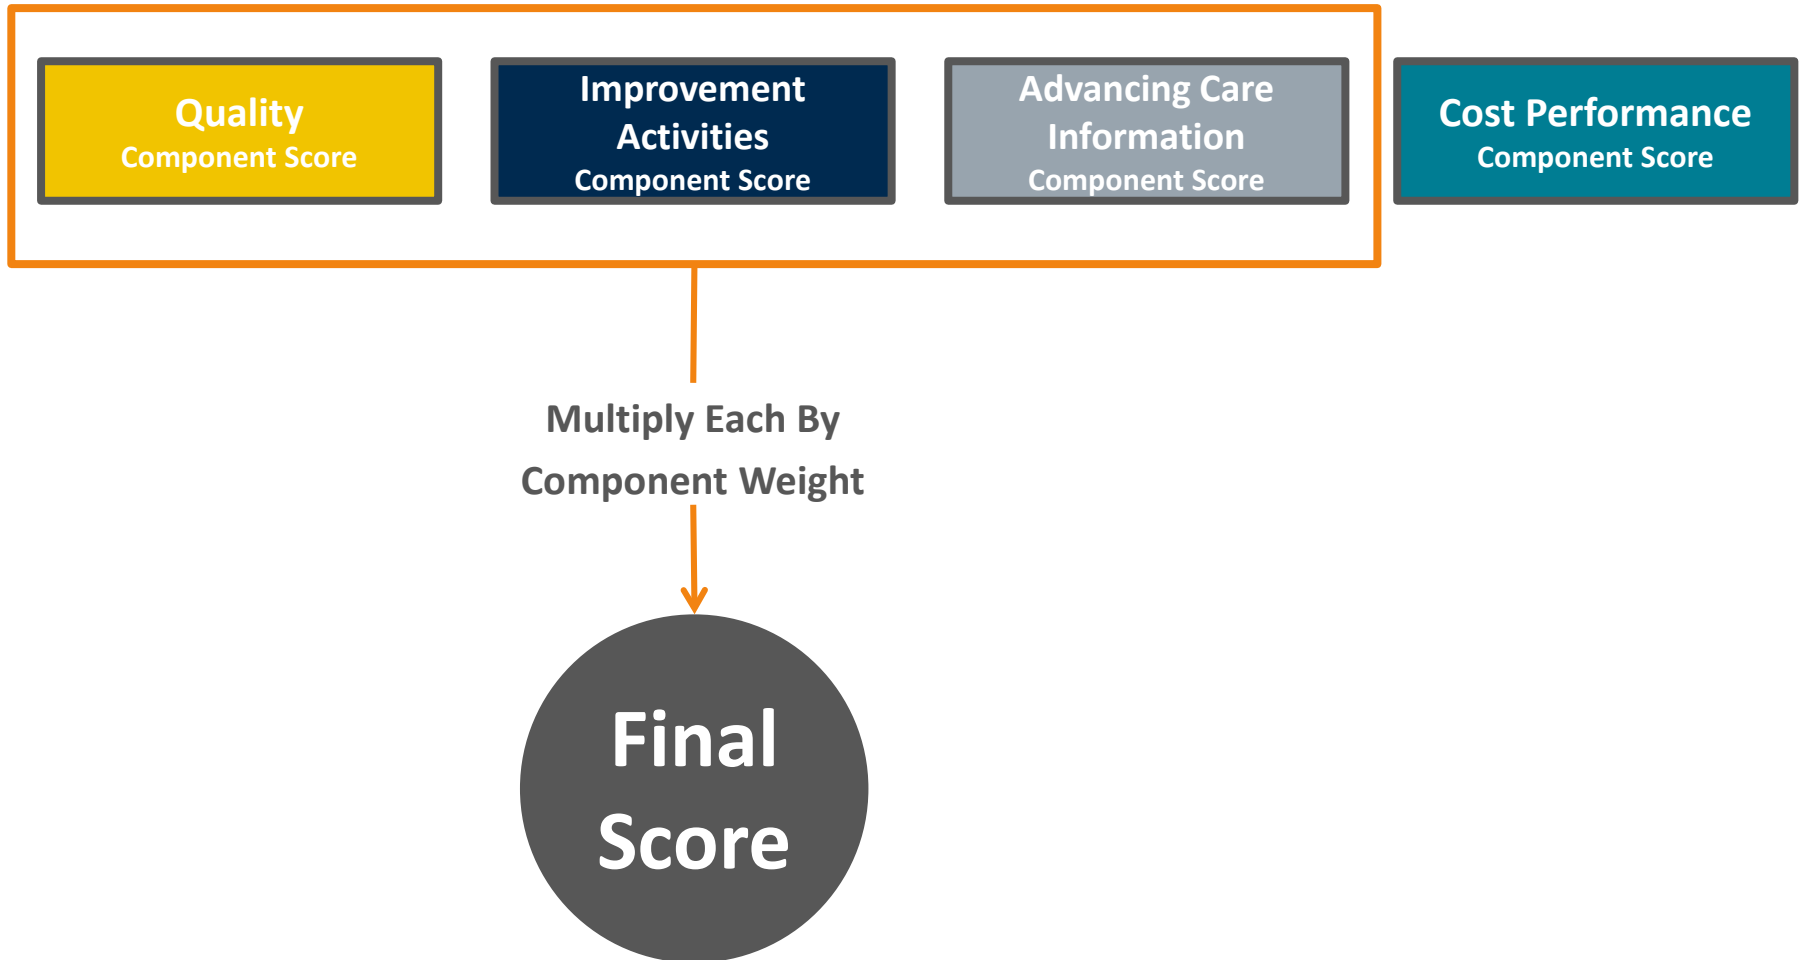 Quality
Component Score
Improvement
Activities
Component Score
Advancing Care
Information
Component Score
Cost Performance
Component Score
Multiply Each By
Component Weight
Final
Score